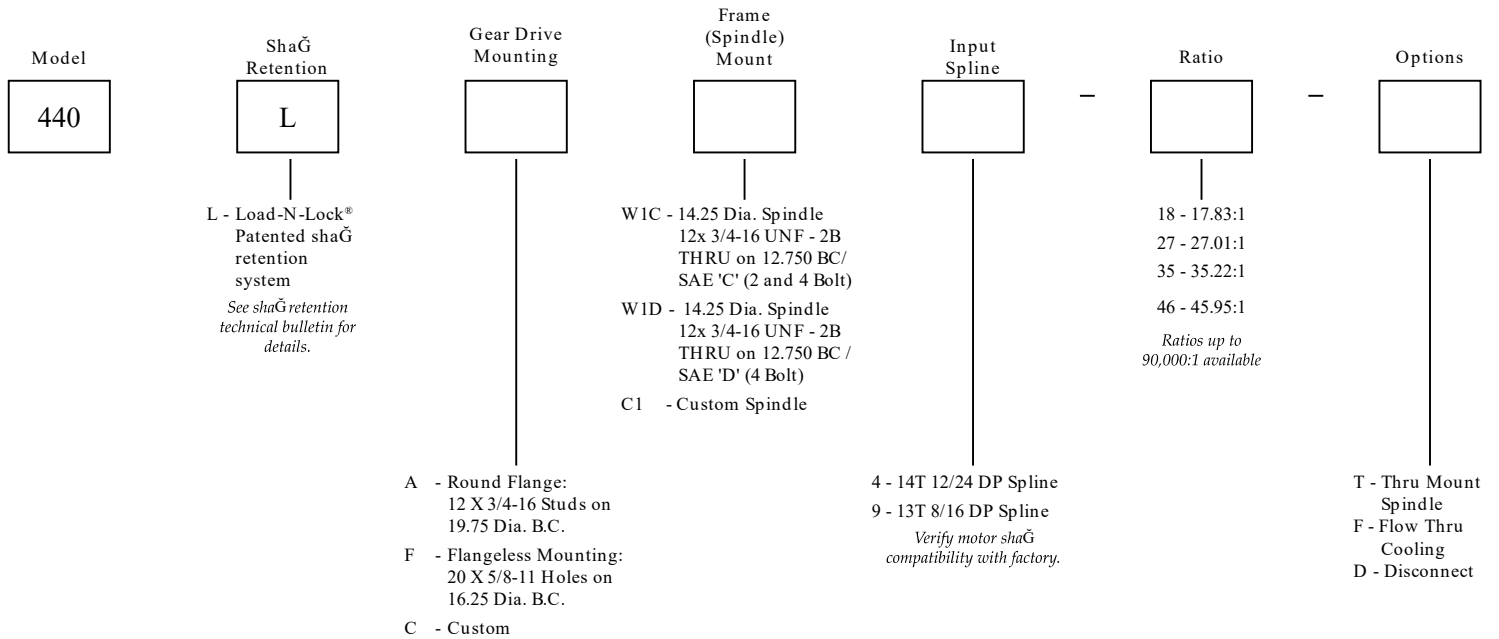 Model
440
ShaĞ
Retention
L
L - Load-N-Lock®
Patented shaĞ
retention
system
See shaĞ retention
technical bulletin for
details.
Gear Drive
Mounting
A - Round Flange:
12 X 3/4-16 Studs on
19.75 Dia. B.C.
F - Flangeless Mounting:
20 X 5/8-11 Holes on
16.25 Dia. B.C.
C - Custom
Frame
(Spindle)
Mount
W1C - 14.25 Dia. Spindle
12x 3/4-16 UNF - 2B
THRU on 12.750 BC/
SAE 'C' (2 and 4 Bolt)
W1D - 14.25 Dia. Spindle
12x 3/4-16 UNF - 2B
THRU on 12.750 BC /
SAE 'D' (4 Bolt)
C1 - Custom Spindle
Input
Spline
4 - 14T 12/24 DP Spline
9 - 13T 8/16 DP Spline
Verify motor shaĞ
compatibility with factory.
–
Ratio
18 - 17.83:1
27 - 27.01:1
35 - 35.22:1
46 - 45.95:1
Ratios up to
90,000:1 available
–
Options
T - Thru Mount
Spindle
F - Flow Thru
Cooling
D - Disconnect